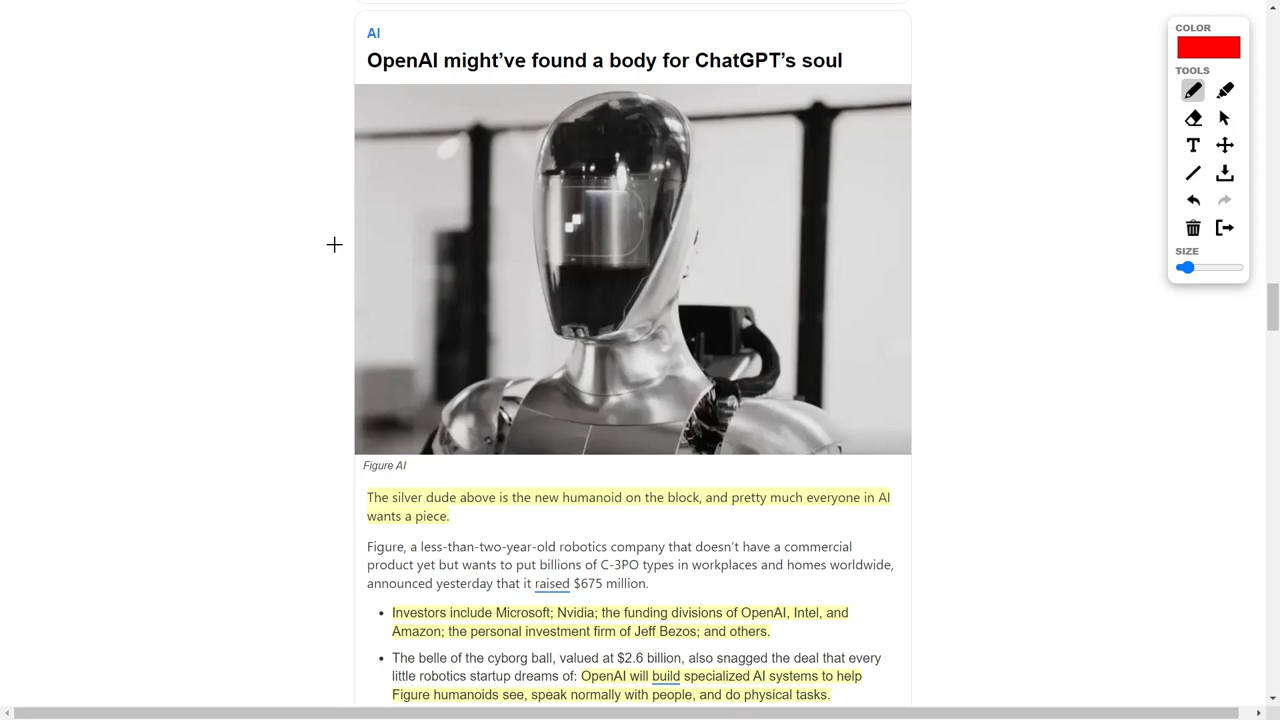 AI
OpenAI might’ve found a body for ChatGPT’s soul
Figure AI
The silver dude above is the new humanoid on the block, and pretty much everyone in AI
wants a piece.
Figure, a less-than-two-year-old robotics company that doesn’t have a commercial
product yet but wants to put billions of C-3PO types in workplaces and homes worldwide,
announced yesterday that it raised $675 million.
• Investors include Microsoft; Nvidia; the funding divisions of OpenAI, Intel, and
Amazon; the personal investment firm of Jeff Bezos; and others.
• The belle of the cyborg ball, valued at $2.6 billion, also snagged the deal that every
little robotics startup dreams of: OpenAI will build specialized AI systems to help
Figure humanoids see, speak normally with people, and do physical tasks.
COLOR
TOOLS
T
SIZE